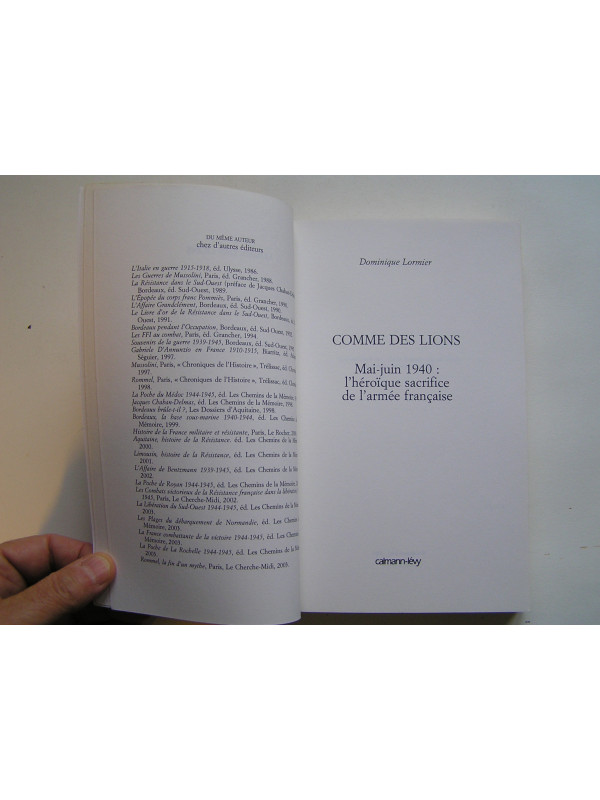 DU MÊME AUTEUR
chez d'autres éditeurs
L'Italie en guerre 1915-1918, éd. Ulysse, 1986.
Les Guerres de Mussolini, Paris, éd. Grancher, 1988.
La Résistance dans le Sud-Ouest (préface de Jacques Chaban-
Bordeaux, éd. Sud-Ouest, 1989.
L'Épopée du corps franc Pommiès, Paris, éd. Grancher, 1990.
L'Affaire Grandclément, Bordeaux, éd. Sud-Ouest, 1991.
Le Livre d'or de la Résistance dans le Sud-Ouest, Bordeaux, éd.
Ouest, 1991.
Bordeaux pendant l'Occupation, Bordeaux, éd. Sud-Ouest, 1992.
Les FFI au combat, Paris, éd. Grancher, 1994.
Souvenirs de la guerre 1939-1945, Bordeaux, éd.
Gabriele D'Annunzio en France 1910-1915, Biarritz, éd.
Séguier, 1997.
Mussolini, Paris, « Chroniques de l'Histoire », Trélissac, éd.
1997.
Rommel, Paris, « Chroniques de l'Histoire », Trélissac, éd.
1998.
La Poche du Médoc 1944-1945, éd. Les Chemins de la Mémoire,
Jacques Chaban-Delmas, éd. Les Chemins de la Mémoire, 1998.
Bordeaux brûle-t-il ?, Les Dossiers d'Aquitaine, 1998.
Bordeaux, la base sous-marine 1940-1944, éd. Les Chemins
Mémoire, 1999.
Histoire de la France militaire et résistante, Paris, Le Rocher, 2000
Aquitaine, histoire de la Résistance, éd. Les Chemins de la
2000.
Limousin, histoire de la Résistance, éd. Les Chemins de la
2001.
L'Affaire de Bentzmann 1939-1945, éd. Les Chemins de la
2002.
La Poche de Royan 1944-1945, éd. Les Chemins de la Mémoire,
Les Combats victorieux de la Résistance française dans la libération
1945, Paris, Le Cherche-Midi, 2002.
La Libération du Sud-Ouest 1944-1945, éd. Les Chemins de la
2003.
Les Plages du débarquement de Normandie, éd. Les Chemins
Mémoire, 2003.
La France combattante de la victoire 1944-1945, éd. Les Chemins
Mémoire, 2003.
La Poche de La Rochelle 1944-1945, éd. Les Chemins de la
2003.
Rommel, la fin d'un mythe, Paris, Le Cherche-Midi, 2003.
Dominique Lormier
COMME DES LIONS
Mai-juin 1940 :
l'héroïque sacrifice
de l'armée française
calmann-lévy